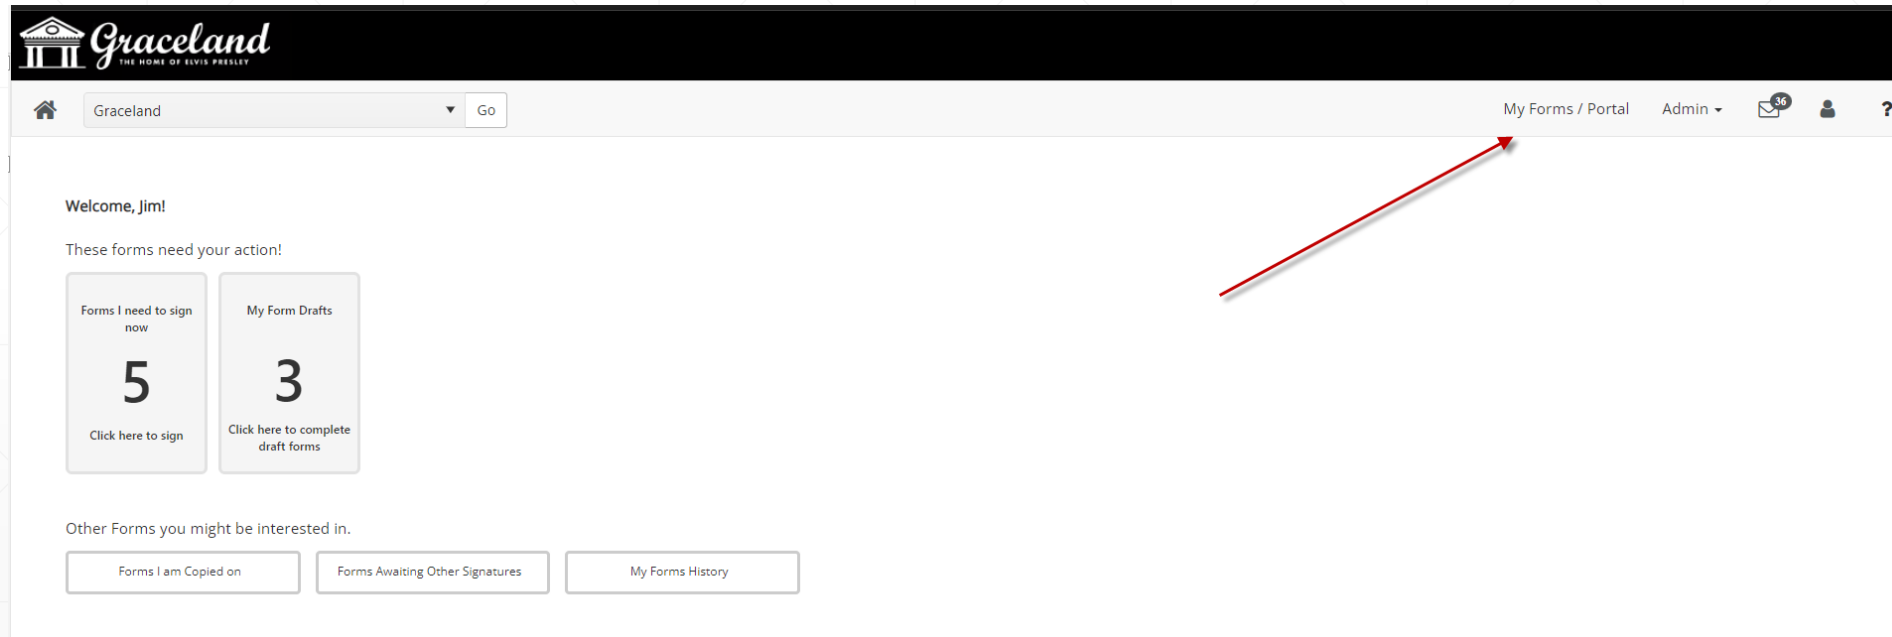 Graceland
THE HOME OF ELVIS PRESLEY
Graceland
Go
My Forms / Portal
Admin
36
?
Welcome, Jim!
These forms need your action!
Forms I need to sign
now
5
Click here to sign
My Form Drafts
3
Click here to complete
draft forms
Other Forms you might be interested in.
Forms I am Copied on
Forms Awaiting Other Signatures
My Forms History